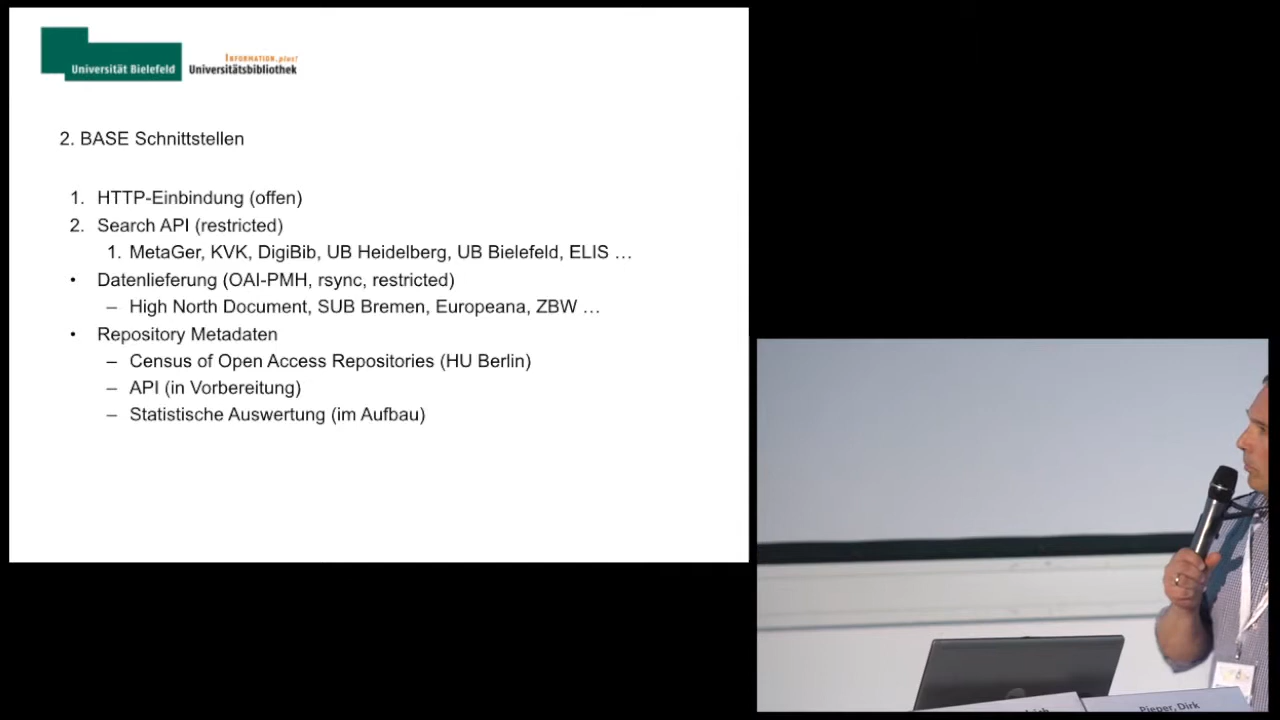 Universität Bielefeld
INFORMATION.plus!
Universitätsbibliothek
2. BASE Schnittstellen
1. HTTP-Einbindung (offen)
2. Search API (restricted)
1. MetaGer, KVK, DigiBib, UB Heidelberg, UB Bielefeld, ELIS …
• Datenlieferung (OAI-PMH, rsync, restricted)
– High North Document, SUB Bremen, Europeana, ZBW …
• Repository Metadaten
– Census of Open Access Repositories (HU Berlin)
– API (in Vorbereitung)
– Statistische Auswertung (im Aufbau)
Pieper, Dirk